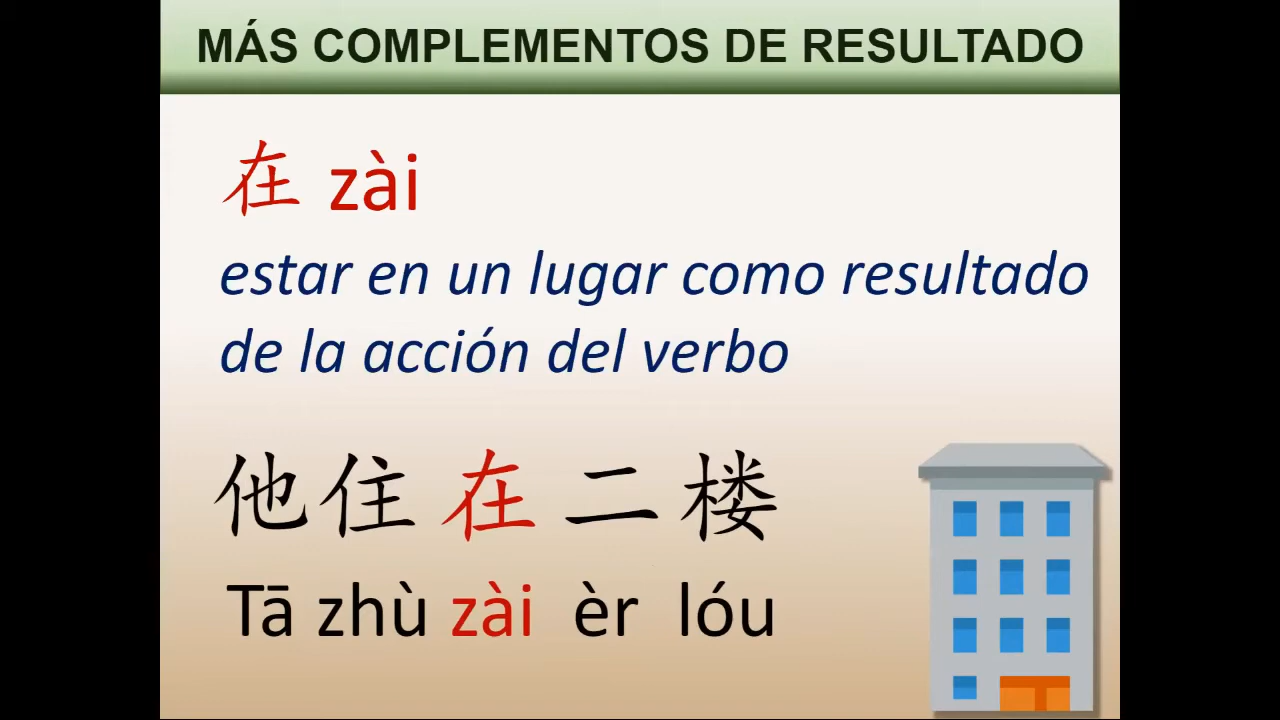 MÁS COMPLEMENTOS DE RESULTADO
在 zài
estar en un lugar como resultado
de la acción del verbo
他住在二楼
Tā zhù zài èr lóu